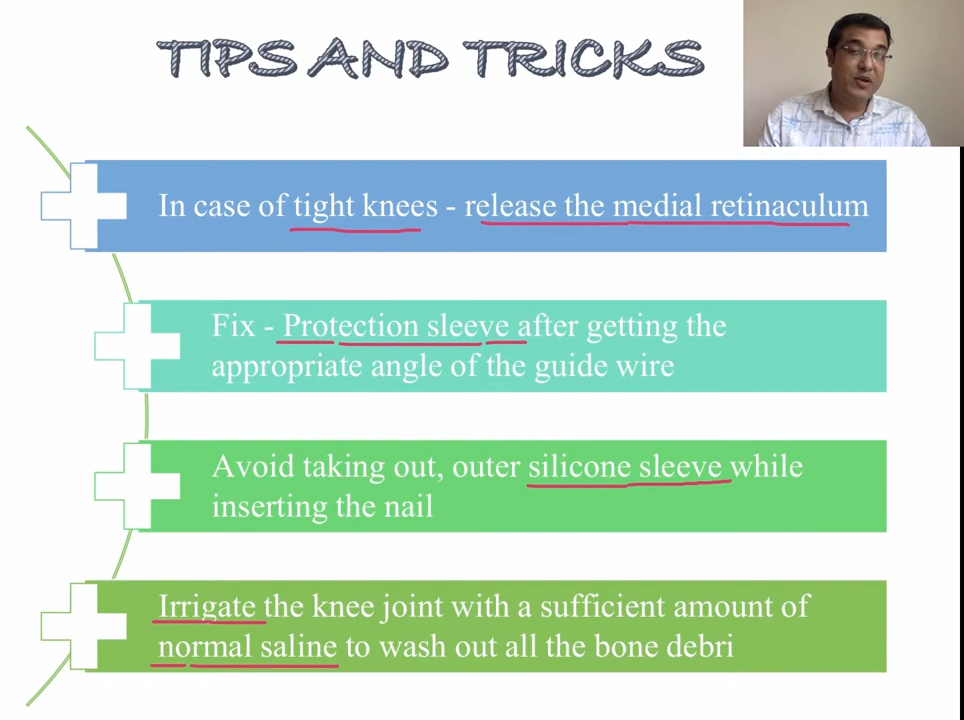 TIPS AND TRICKS
In case of tight knees - release the medial retinaculum
Fix - Protection sleeve after getting the
appropriate angle of the guide wire
Avoid taking out, outer silicone sleeve while
inserting the nail
Irrigate the knee joint with a sufficient amount of
normal saline to wash out all the bone debri